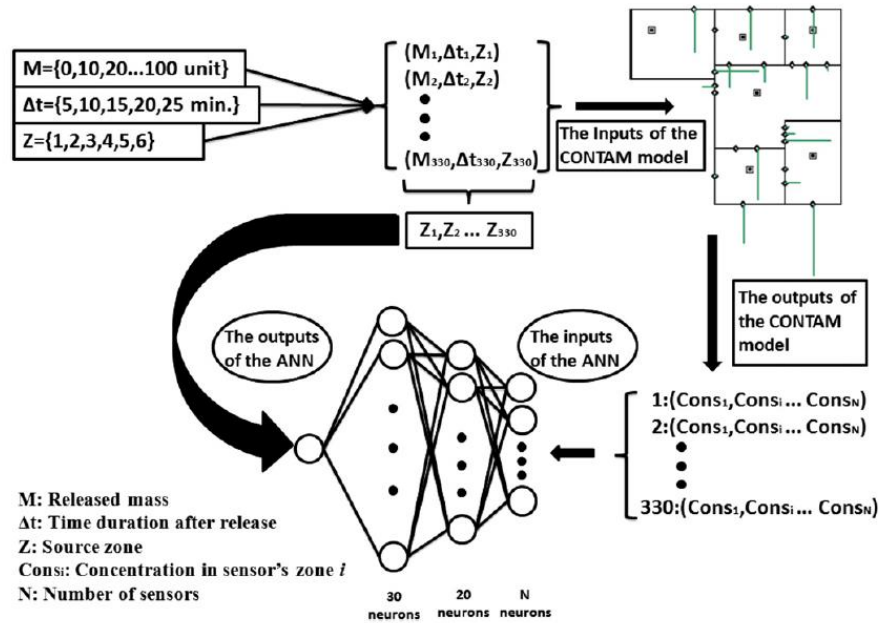 M={0,10,20...100 unit}
Δt={5,10,15,20,25 min.}
Z={1,2,3,4,5,6}
(M₁,Δt₁,Z₁)
(M₂,Δt₂,Z₂)
(M₃₃₀,Δt₃₃₀,Z₃₃₀)
Z₁,Z₂ ... Z₃₃₀
The Inputs of the
CONTAM model
The outputs of
the CONTAM
model
The outputs
of the ANN
The inputs
of the ANN
1:(Cons₁,Consᵢ... Consₙ)
2:(Cons₁,Consᵢ... Consₙ)
330:(Cons₁,Consᵢ... Consₙ)
M: Released mass
Δt: Time duration after release
Z: Source zone
Consᵢ: Concentration in sensor's zone i
N: Number of sensors
30
neurons
20
neurons
N
neurons